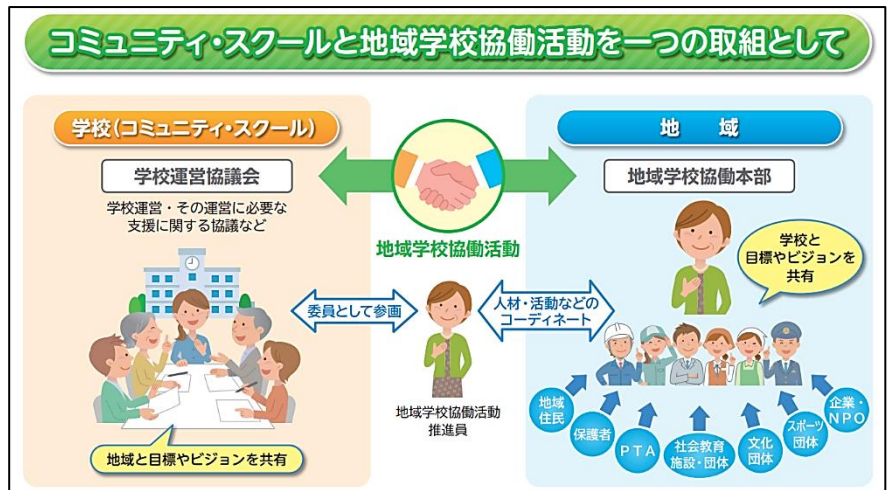 コミュニティ・スクールと地域学校協働活動を一つの取組として
学校(コミュニティ・スクール)
学校運営協議会
学校運営・その運営に必要な
支援に関する協議など
地域と目標やビジョンを共有
地域学校協働活動
委員として参画
人材・活動などの
コーディネート
地域学校協働活動
推進員
地 域
地域学校協働本部
学校と
目標やビジョンを
共有
地域
住民
保護者
PTA
社会教育
施設・団体
文化
団体
スポーツ
団体
企業・
NPO